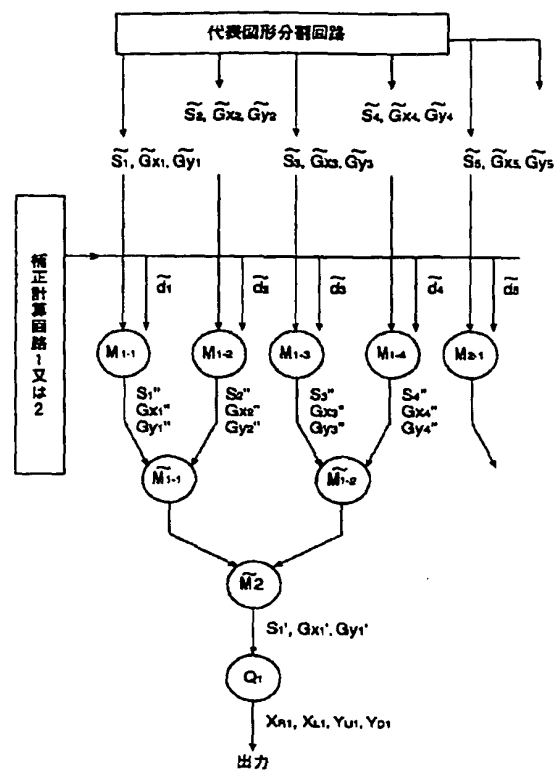 代表図形分割回路
S̃₂, G̃x₂, G̃y₂
S̃₄, G̃x₄, G̃y₄
S̃₁, G̃x₁, G̃y₁
S̃₃, G̃x₃, G̃y₃
S̃₅, G̃x₅, G̃y₅
補正計算回路1又は2
d̃₁
d̃₂
d̃₃
d̃₄
d̃₅
M₁₋₁
M₁₋₂
M₁₋₃
M₁₋₄
M₂₋₁
S₁"
Gx₁"
Gy₁"
S₂"
Gx₂"
Gy₂"
S₃"
Gx₃"
Gy₃"
S₄"
Gx₄"
Gy₄"
M̃₁₋₁
M̃₁₋₂
M̃2
S₁', Gx₁', Gy₁'
Q₁
XR₁, XL₁, YU₁, YD₁
出力